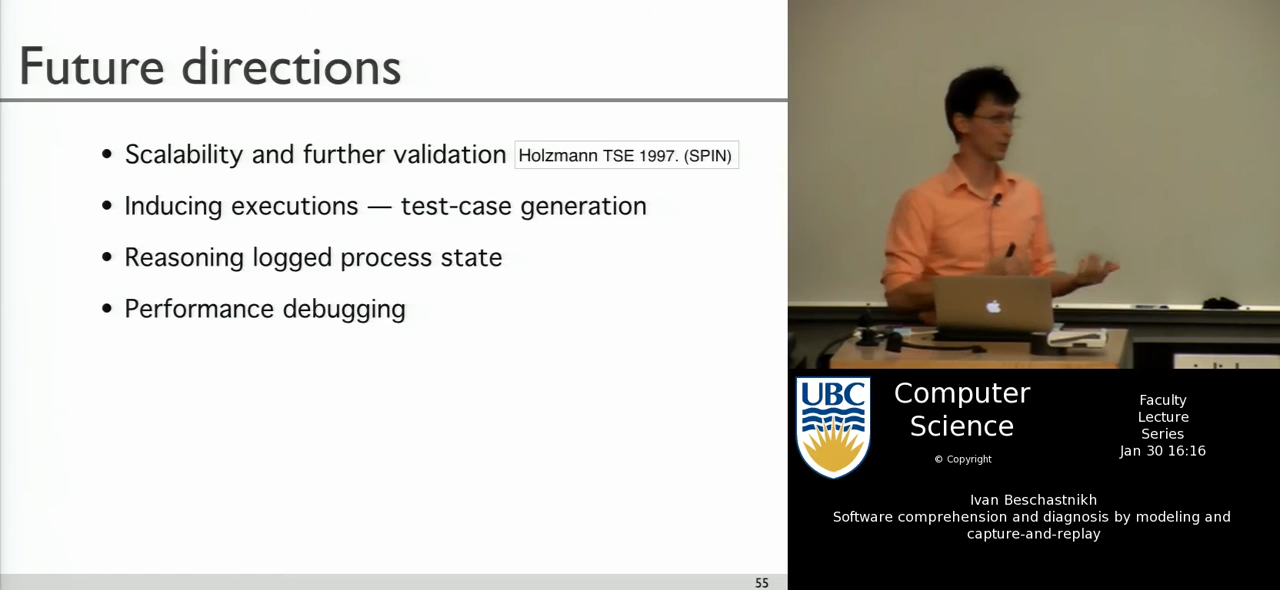 Future directions
• Scalability and further validation Holzmann TSE 1997. (SPIN)
• Inducing executions — test-case generation
• Reasoning logged process state
• Performance debugging
55
UBC
Computer
Science
© Copyright
Faculty
Lecture
Series
Jan 30 16:16
Ivan Beschastnikh
Software comprehension and diagnosis by modeling and
capture-and-replay